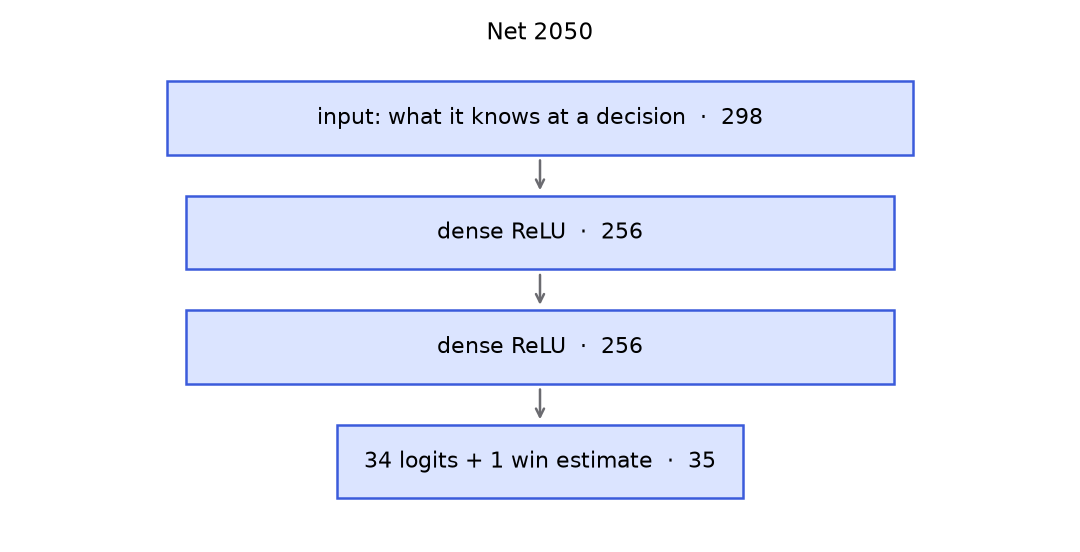 Net 2050
input: what it knows at a decision · 298
dense ReLU · 256
dense ReLU · 256
34 logits + 1 win estimate · 35